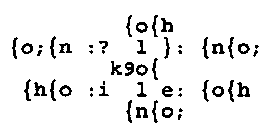 {o{h
{o;{n :? l }: {n{o;
k9o{
{h{o :i l e: {o{h
{n{o;